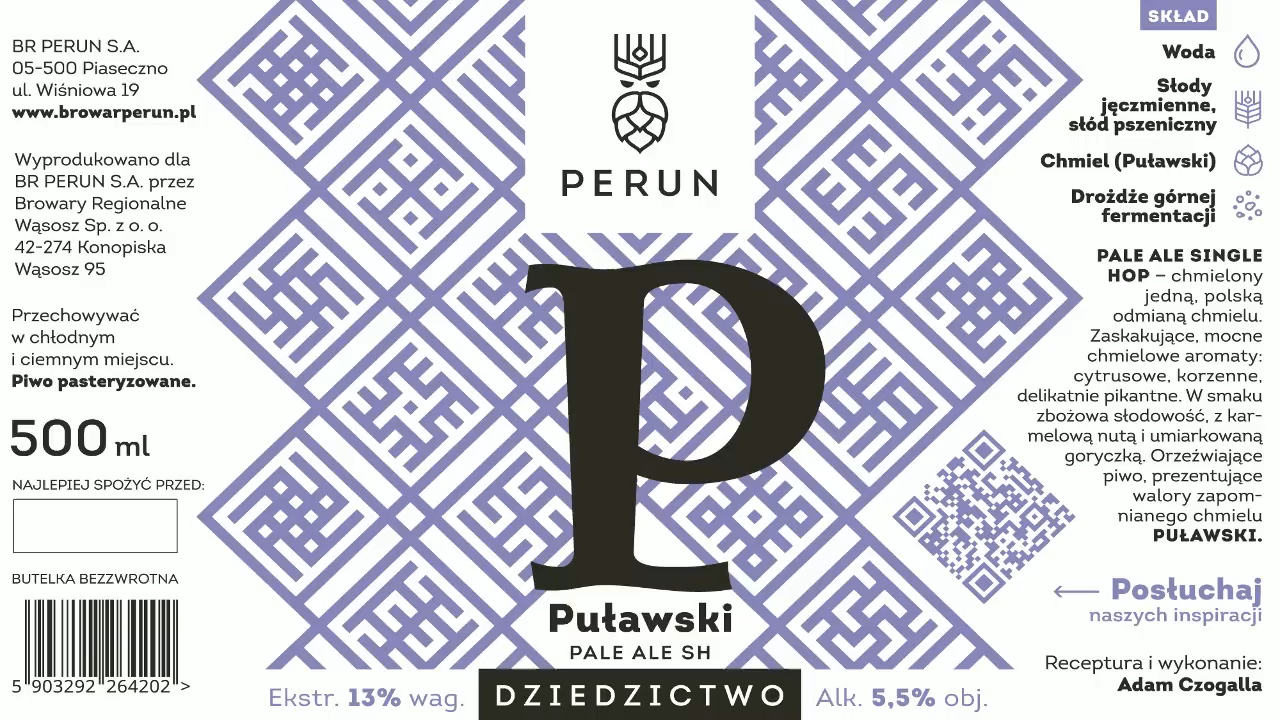 BR PERUN S.A.
05-500 Piaseczno
ul. Wiśniowa 19
www.browarperun.pl
Wyprodukowano dla
BR PERUN S.A. przez
Browary Regionalne
Wąsosz Sp. z o. o.
42-274 Konopiska
Wąsosz 95
Przechowywać
w chłodnym
i ciemnym miejscu.
Piwo pasteryzowane.
500 ml
NAJLEPIEJ SPOŻYĆ PRZED:
BUTELKA BEZZWROTNA
5 903292 264202 >
PERUN
P
Puławski
PALE ALE SH
Ekstr. 13% wag.
DZIEDZICTWO
Alk. 5,5% obj.
SKŁAD
Woda
Słody
jęczmienne,
słód pszeniczny
Chmiel (Puławski)
Drożdże górnej
fermentacji
PALE ALE SINGLE
HOP – chmielony
jedną, polską
odmianą chmielu.
Zaskakujące, mocne
chmielowe aromaty:
cytrusowe, korzenne,
delikatnie pikantne. W smaku
zbożowa słodowość, z kar-
melową nutą i umiarkowaną
goryczką. Orzeźwiające
piwo, prezentujące
walory zapom-
nianego chmielu
PUŁAWSKI.
Posłuchaj
naszych inspiracji
Receptura i wykonanie:
Adam Czogalla